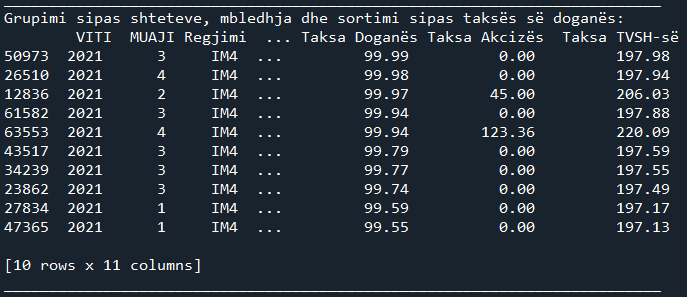 Grupimi sipas shteteve, mbledhja dhe sortimi sipas taksës së doganës:
VITI MUAJI Regjimi ... Taksa Doganës Taksa Akcizës Taksa TVSH-së
50973 2021 3 IM4 ... 99.99 0.00 197.98
26510 2021 4 IM4 ... 99.98 0.00 197.94
12836 2021 2 IM4 ... 99.97 45.00 206.03
61582 2021 3 IM4 ... 99.94 0.00 197.88
63553 2021 4 IM4 ... 99.94 123.36 220.09
43517 2021 3 IM4 ... 99.79 0.00 197.59
34239 2021 3 IM4 ... 99.77 0.00 197.55
23862 2021 3 IM4 ... 99.74 0.00 197.49
27834 2021 1 IM4 ... 99.59 0.00 197.17
47365 2021 1 IM4 ... 99.55 0.00 197.13
[10 rows x 11 columns]